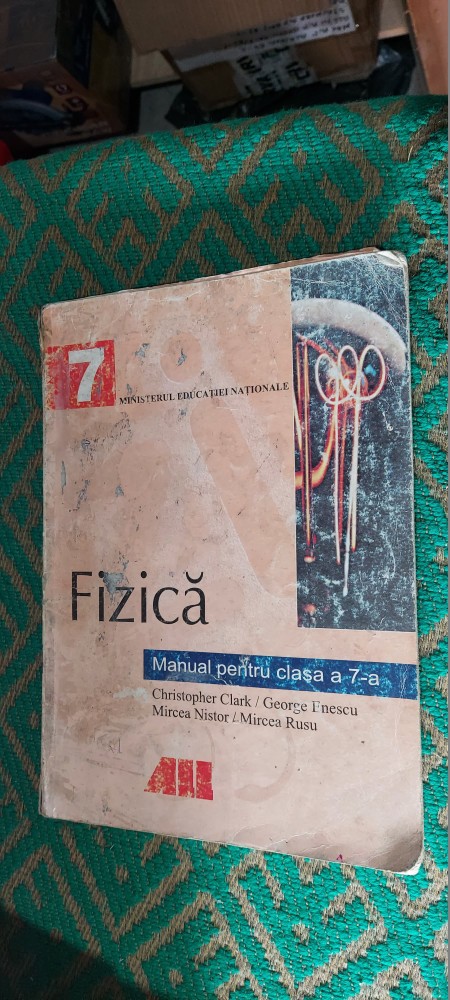 7
MINISTERUL EDUCAȚIEI NAȚIONALE
Fizică
Manual pentru clasa a 7-a
Christopher Clark / George Enescu
Mircea Nistor / Mircea Rusu
ALL